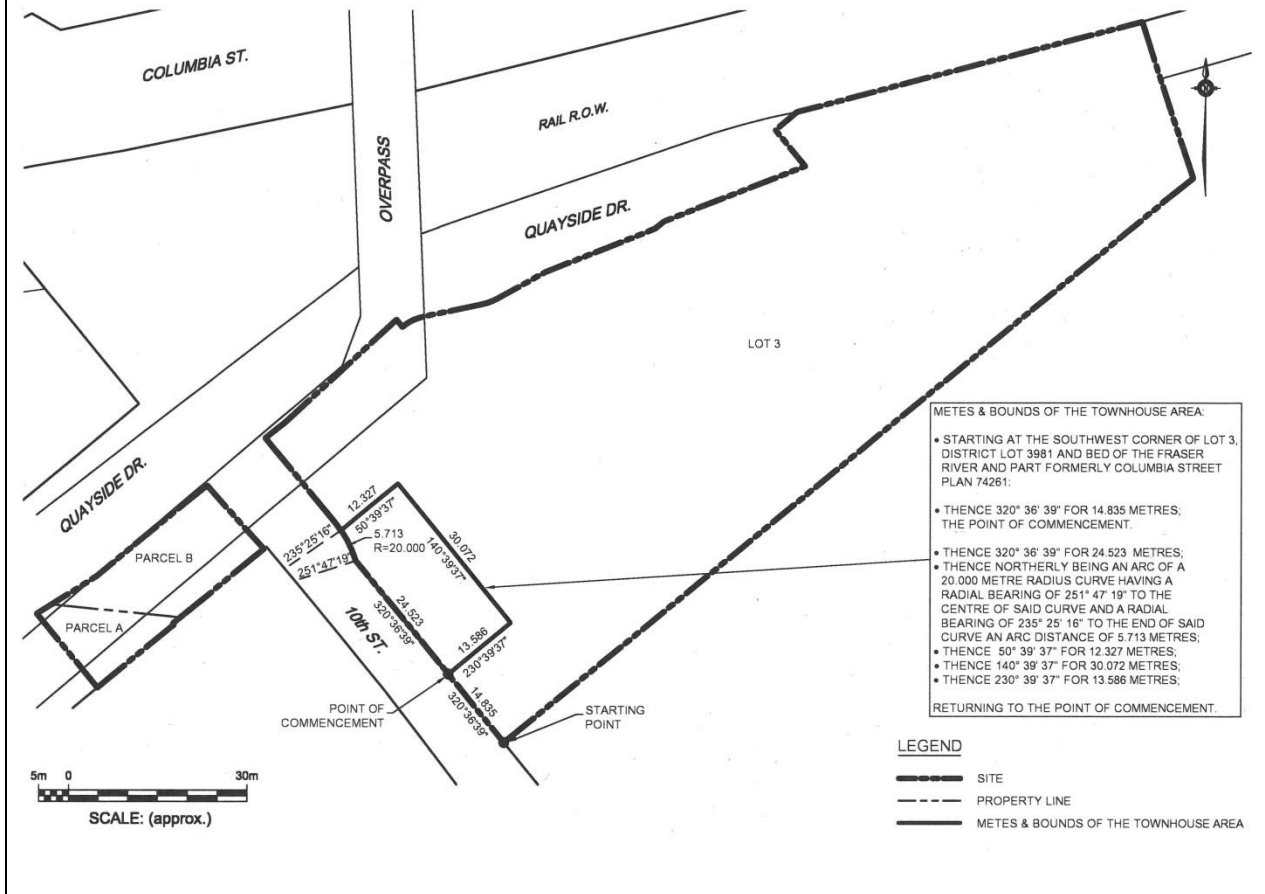 COLUMBIA ST.
OVERPASS
RAIL R.O.W.
QUAYSIDE DR.
LOT 3
QUAYSIDE DR.
PARCEL B
PARCEL A
10th ST.
12.327
50°39'37"
235°25'16"
251°47'19"
5.713
R=20.000
30.072
140°39'37"
24.523
320°36'39"
13.586
230°39'37"
14.835
320°36'39"
POINT OF
COMMENCEMENT
STARTING
POINT
METES & BOUNDS OF THE TOWNHOUSE AREA:
• STARTING AT THE SOUTHWEST CORNER OF LOT 3,
DISTRICT LOT 3981 AND BED OF THE FRASER
RIVER AND PART FORMERLY COLUMBIA STREET
PLAN 74261:
• THENCE 320° 36' 39" FOR 14.835 METRES;
THE POINT OF COMMENCEMENT.
• THENCE 320° 36' 39" FOR 24.523 METRES;
• THENCE NORTHERLY BEING AN ARC OF A
20.000 METRE RADIUS CURVE HAVING A
RADIAL BEARING OF 251° 47' 19" TO THE
CENTRE OF SAID CURVE AND A RADIAL
BEARING OF 235° 25' 16" TO THE END OF SAID
CURVE AN ARC DISTANCE OF 5.713 METRES;
• THENCE 50° 39' 37" FOR 12.327 METRES;
• THENCE 140° 39' 37" FOR 30.072 METRES;
• THENCE 230° 39' 37" FOR 13.586 METRES;
RETURNING TO THE POINT OF COMMENCEMENT.
5m 0 30m
SCALE: (approx.)
LEGEND
SITE
PROPERTY LINE
METES & BOUNDS OF THE TOWNHOUSE AREA